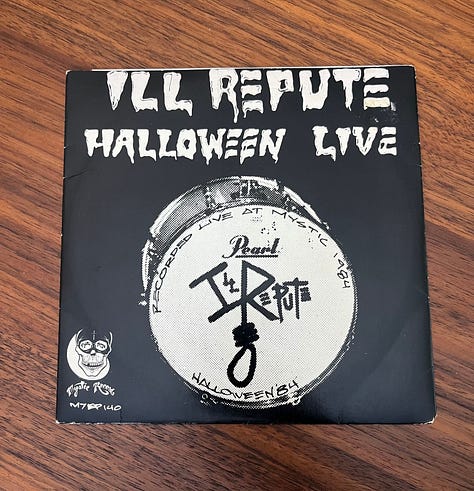 ILL REPUTE
HALLOWEEN LIVE
RECORDED LIVE AT MYSTIC 1984
Pearl
ILL REPUTE
HALLOWEEN '84
Mystic Records
M7EP140